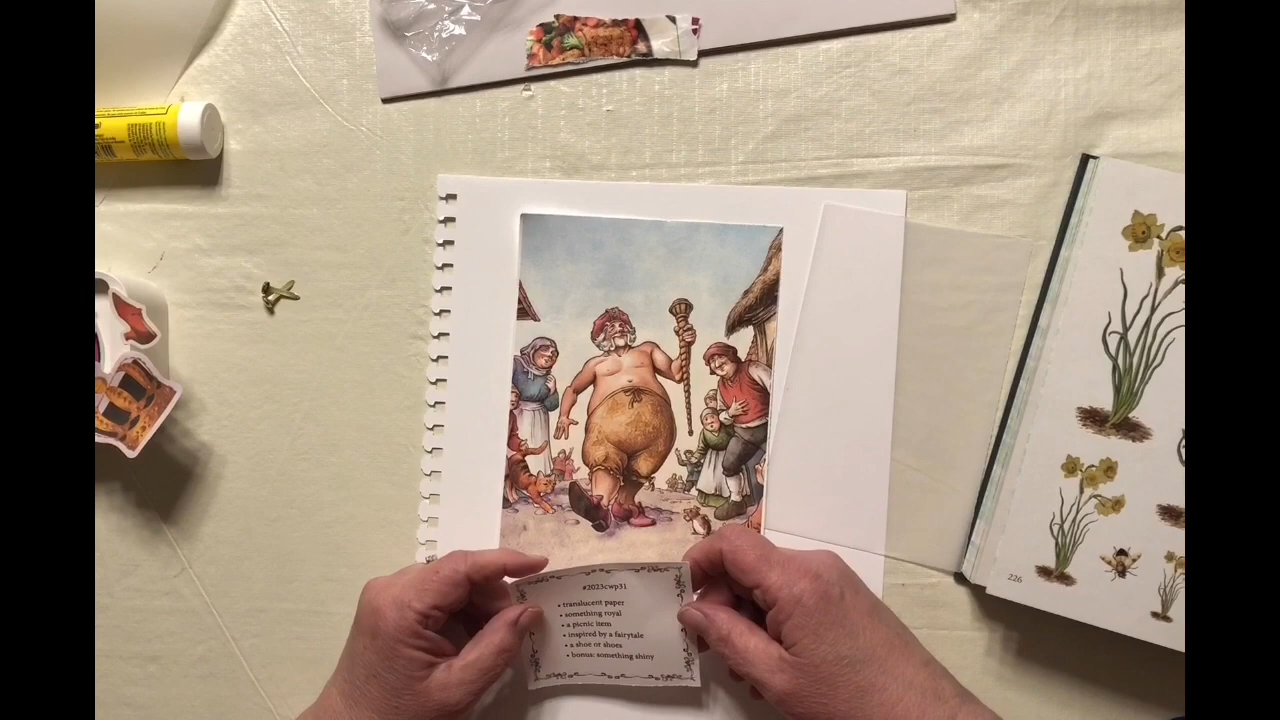 #2023cwp31
• translucent paper
• something royal
• a picnic item
• inspired by a fairytale
• a shoe or shoes
• bonus: something shiny
226